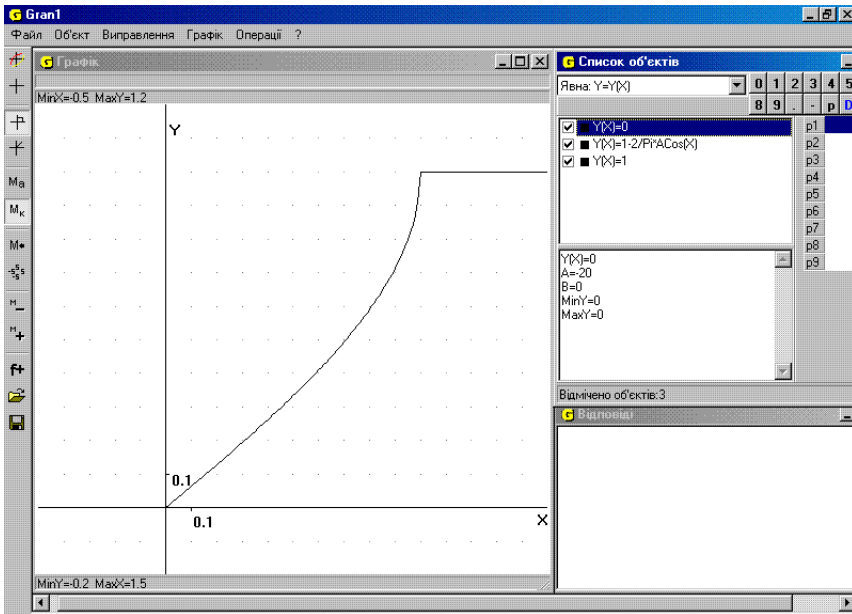 Gran1
Файл Об'єкт Виправлення Графік Операції ?
Графік
MinX=-0.5 MaxY=1.2
Y
0.1
0.1
X
MinY=-0.2 MaxX=1.5
Ma
Мк
M
-s^s s
M
M
f+
Список об'єктів
Явна: Y=Y(X)
0 1 2 3 4 5
8 9 . - p D
Y(X)=0
Y(X)=1-2/Pi*ACos(X)
Y(X)=1
p1
p2
p3
p4
p5
p6
p7
p8
p9
Y(X)=0
A=-20
B=0
MinY=0
MaxY=0
Відмічено об'єктів:3
Відповіді